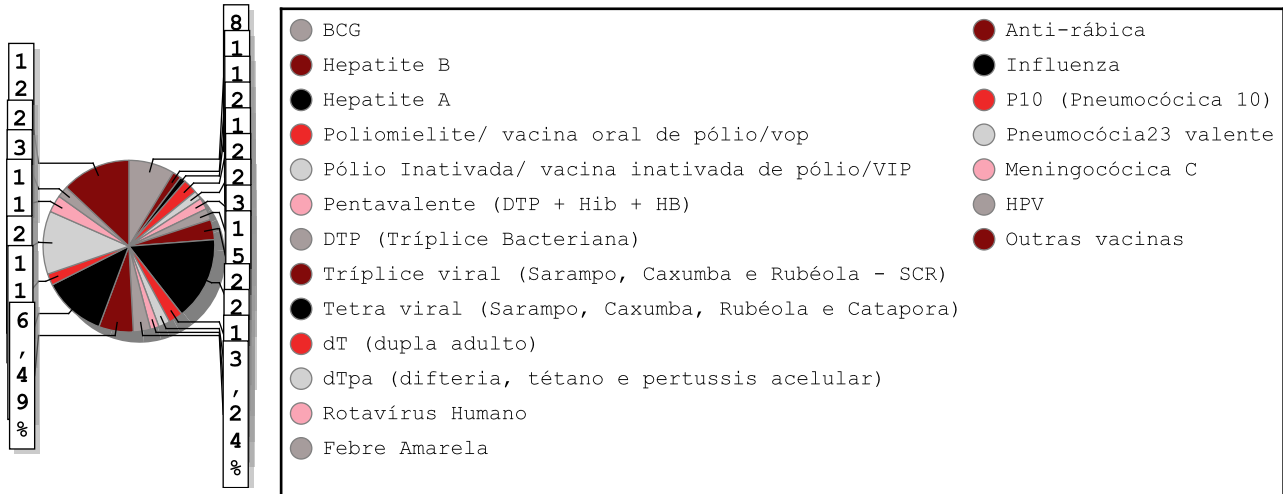 1
2
2
3
1
1
2
1
1
6,49%
8
1
1
2
1
2
2
3
1
5
2
2
1
3,24%
BCG
Hepatite B
Hepatite A
Poliomielite/ vacina oral de pólio/vop
Pólio Inativada/ vacina inativada de pólio/VIP
Pentavalente (DTP + Hib + HB)
DTP (Tríplice Bacteriana)
Tríplice viral (Sarampo, Caxumba e Rubéola - SCR)
Tetra viral (Sarampo, Caxumba, Rubéola e Catapora)
dT (dupla adulto)
dTpa (difteria, tétano e pertussis acelular)
Rotavírus Humano
Febre Amarela
Anti-rábica
Influenza
P10 (Pneumocócica 10)
Pneumocócia23 valente
Meningocócica C
HPV
Outras vacinas